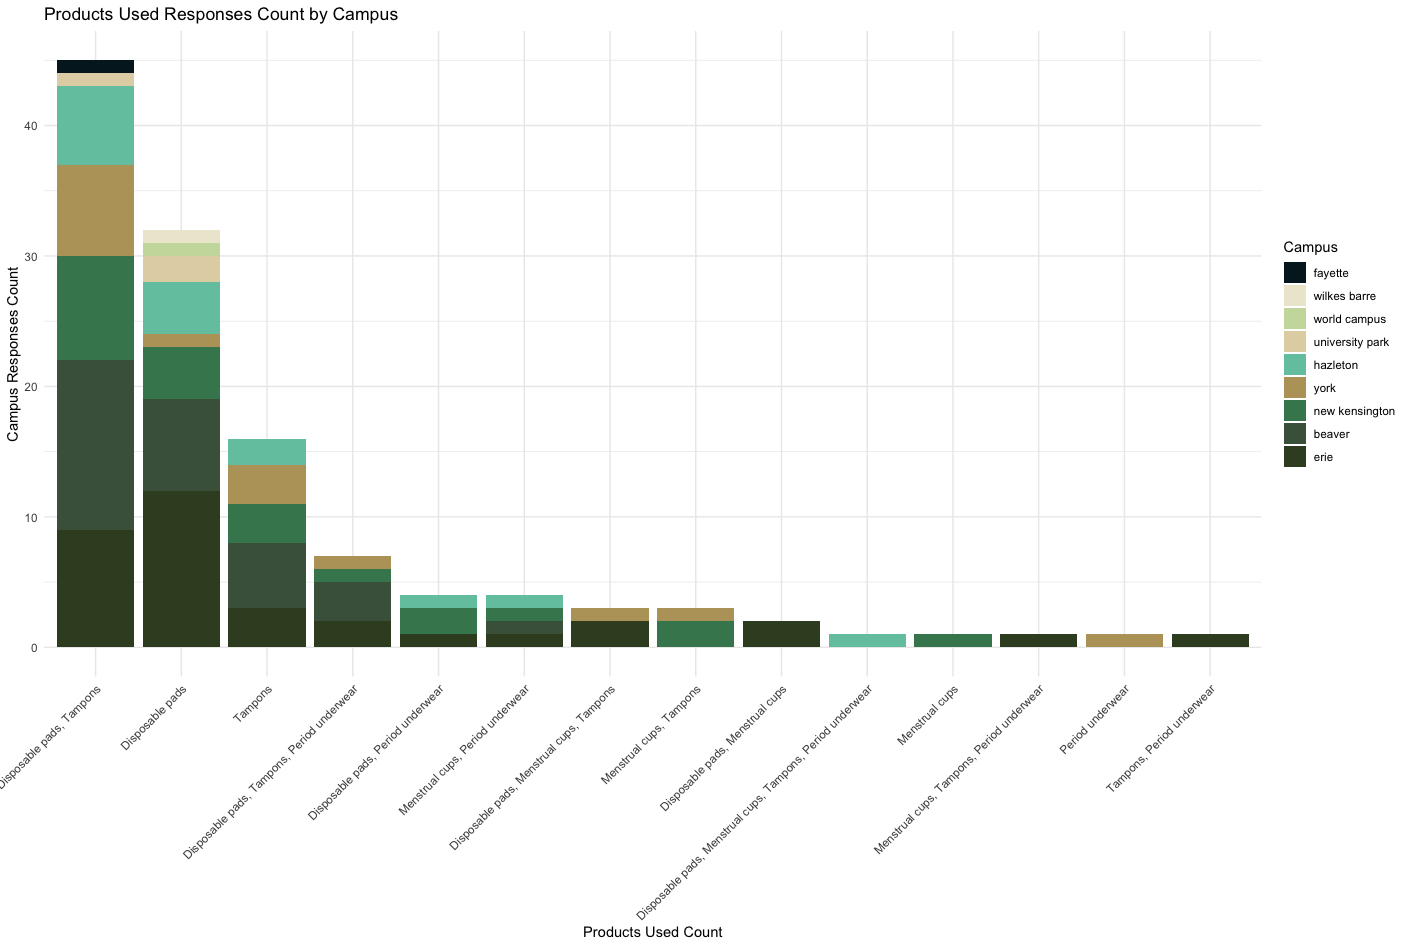 Products Used Responses Count by Campus
Campus Responses Count
40
30
20
10
0
Disposable pads, Tampons
Disposable pads
Tampons
Disposable pads, Tampons, Period underwear
Disposable pads, Period underwear
Menstrual cups, Period underwear
Disposable pads, Menstrual cups, Tampons
Menstrual cups, Tampons
Disposable pads, Menstrual cups
Disposable pads, Menstrual cups, Tampons, Period underwear
Menstrual cups
Menstrual cups, Tampons, Period underwear
Period underwear
Tampons, Period underwear
Products Used Count
Campus
fayette
wilkes barre
world campus
university park
hazleton
york
new kensington
beaver
erie